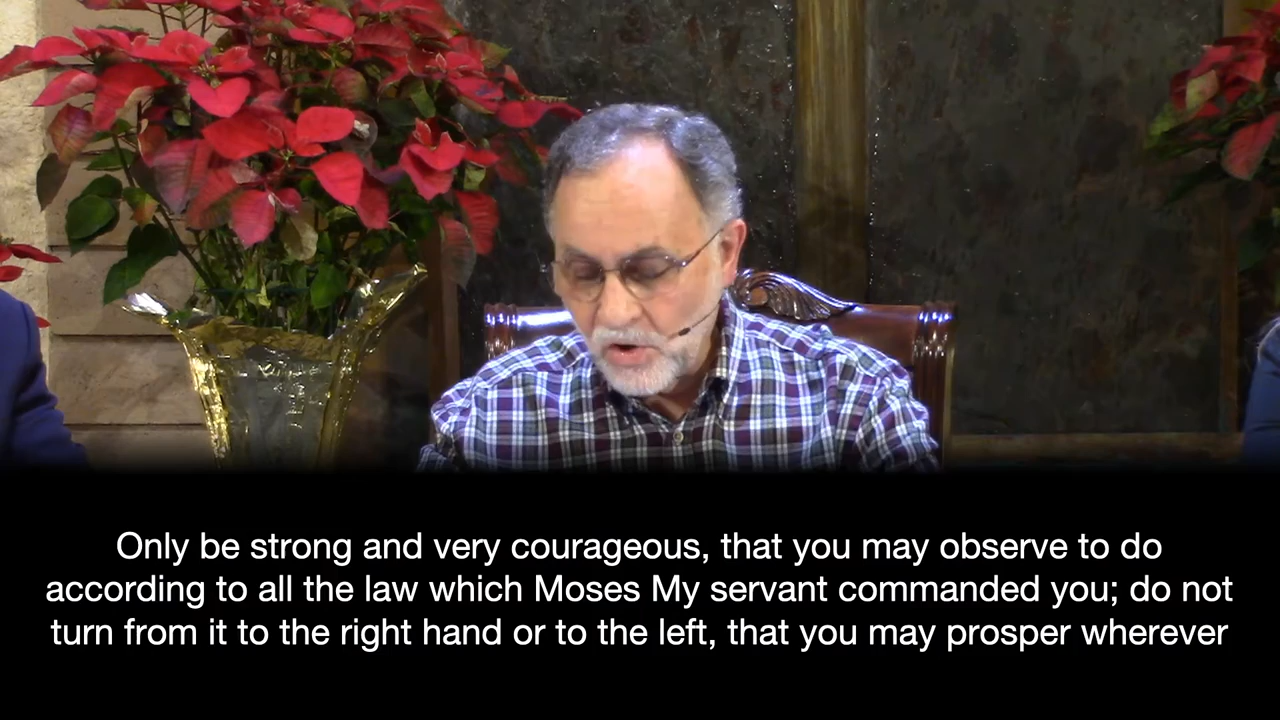 Only be strong and very courageous, that you may observe to do
according to all the law which Moses My servant commanded you; do not
turn from it to the right hand or to the left, that you may prosper wherever